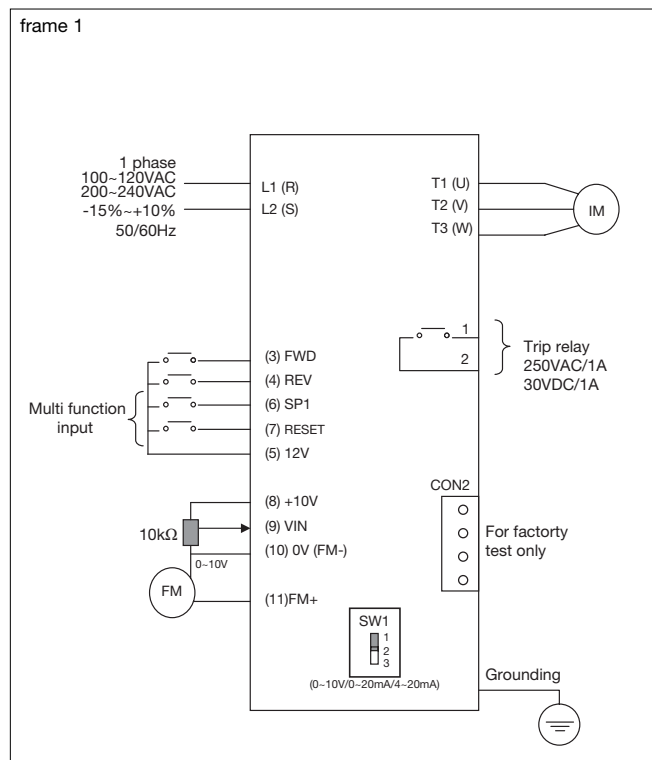 frame 1
1 phase
100~120VAC
200~240VAC
-15%~+10%
50/60Hz
L1 (R)
L2 (S)
T1 (U)
T2 (V)
T3 (W)
IM
1
2
Trip relay
250VAC/1A
30VDC/1A
(3) FWD
(4) REV
(6) SP1
(7) RESET
(5) 12V
Multi function
input
(8) +10V
(9) VIN
(10) 0V (FM-)
10kΩ
0~10V
FM
(11)FM+
CON2
For factorty
test only
SW1
1
2
3
(0~10V/0~20mA/4~20mA)
Grounding